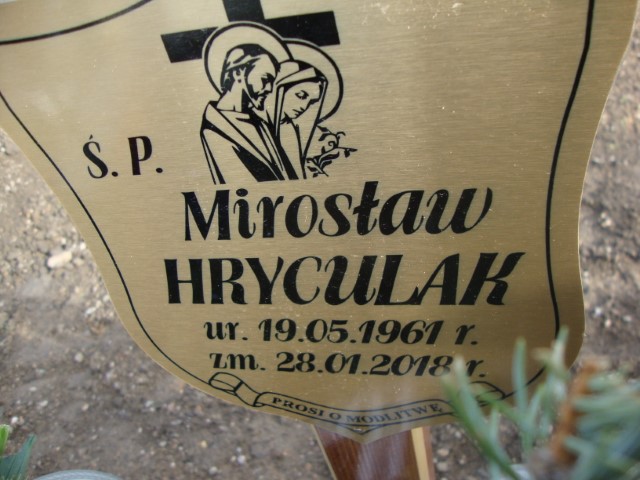 Ś. P.
Mirosław
HRYCULAK
ur. 19.05.1961 r.
zm. 28.01.2018 r.
PROSI O MODLITWĘ